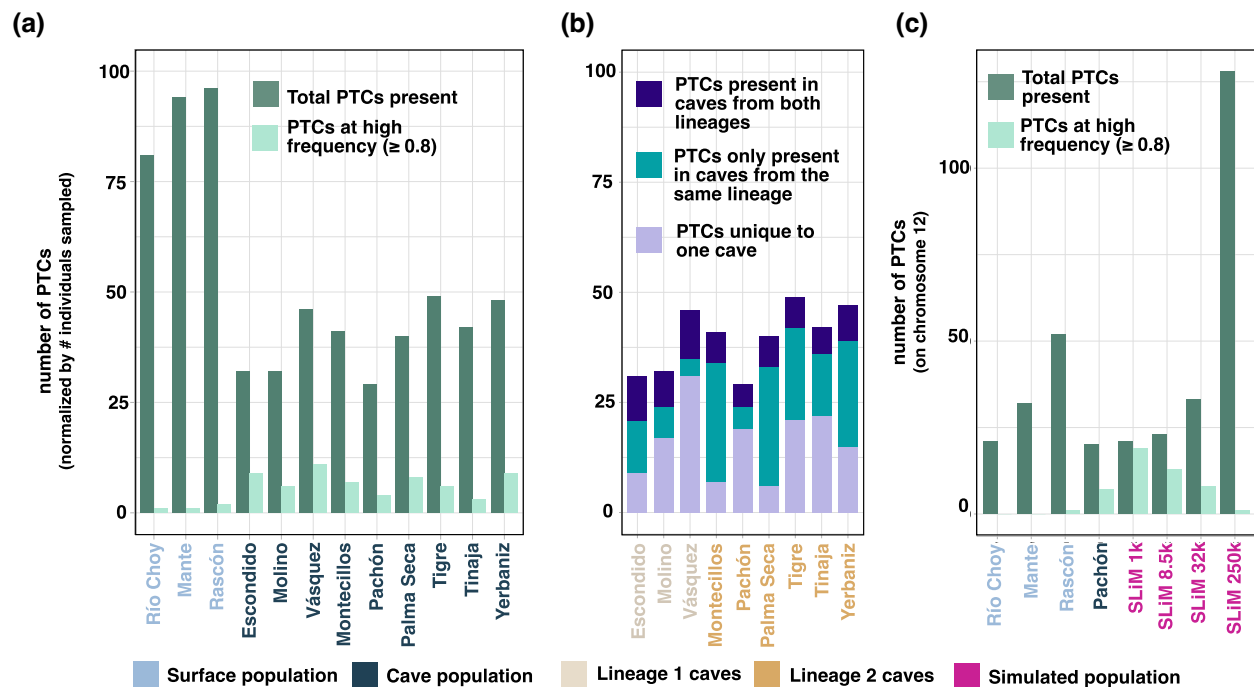 (a)
number of PTCs
(normalized by # individuals sampled)
100
75
50
25
0
Total PTCs present
PTCs at high
frequency (≥ 0.8)
Río Choy
Mante
Rascón
Escondido
Molino
Vásquez
Montecillos
Pachón
Palma Seca
Tigre
Tinaja
Yerbaniz
(b)
100
75
50
25
0
PTCs present in
caves from both
lineages
PTCs only present
in caves from the
same lineage
PTCs unique to
one cave
Escondido
Molino
Vásquez
Montecillos
Pachón
Palma Seca
Tigre
Tinaja
Yerbaniz
(c)
number of PTCs
(on chromosome 12)
100
50
0
Total PTCs
present
PTCs at high
frequency (≥ 0.8)
Río Choy
Mante
Rascón
Pachón
SLiM 1k
SLiM 8.5k
SLiM 32k
SLiM 250k
Surface population
Cave population
Lineage 1 caves
Lineage 2 caves
Simulated population